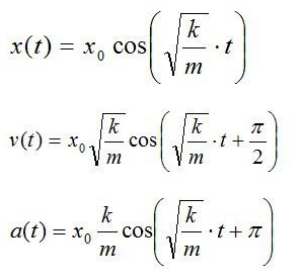 x(t) = x₀ cos(√(k/m) · t)
v(t) = x₀ √(k/m) cos(√(k/m) · t + π/2)
a(t) = x₀ k/m cos(√(k/m) · t + π)